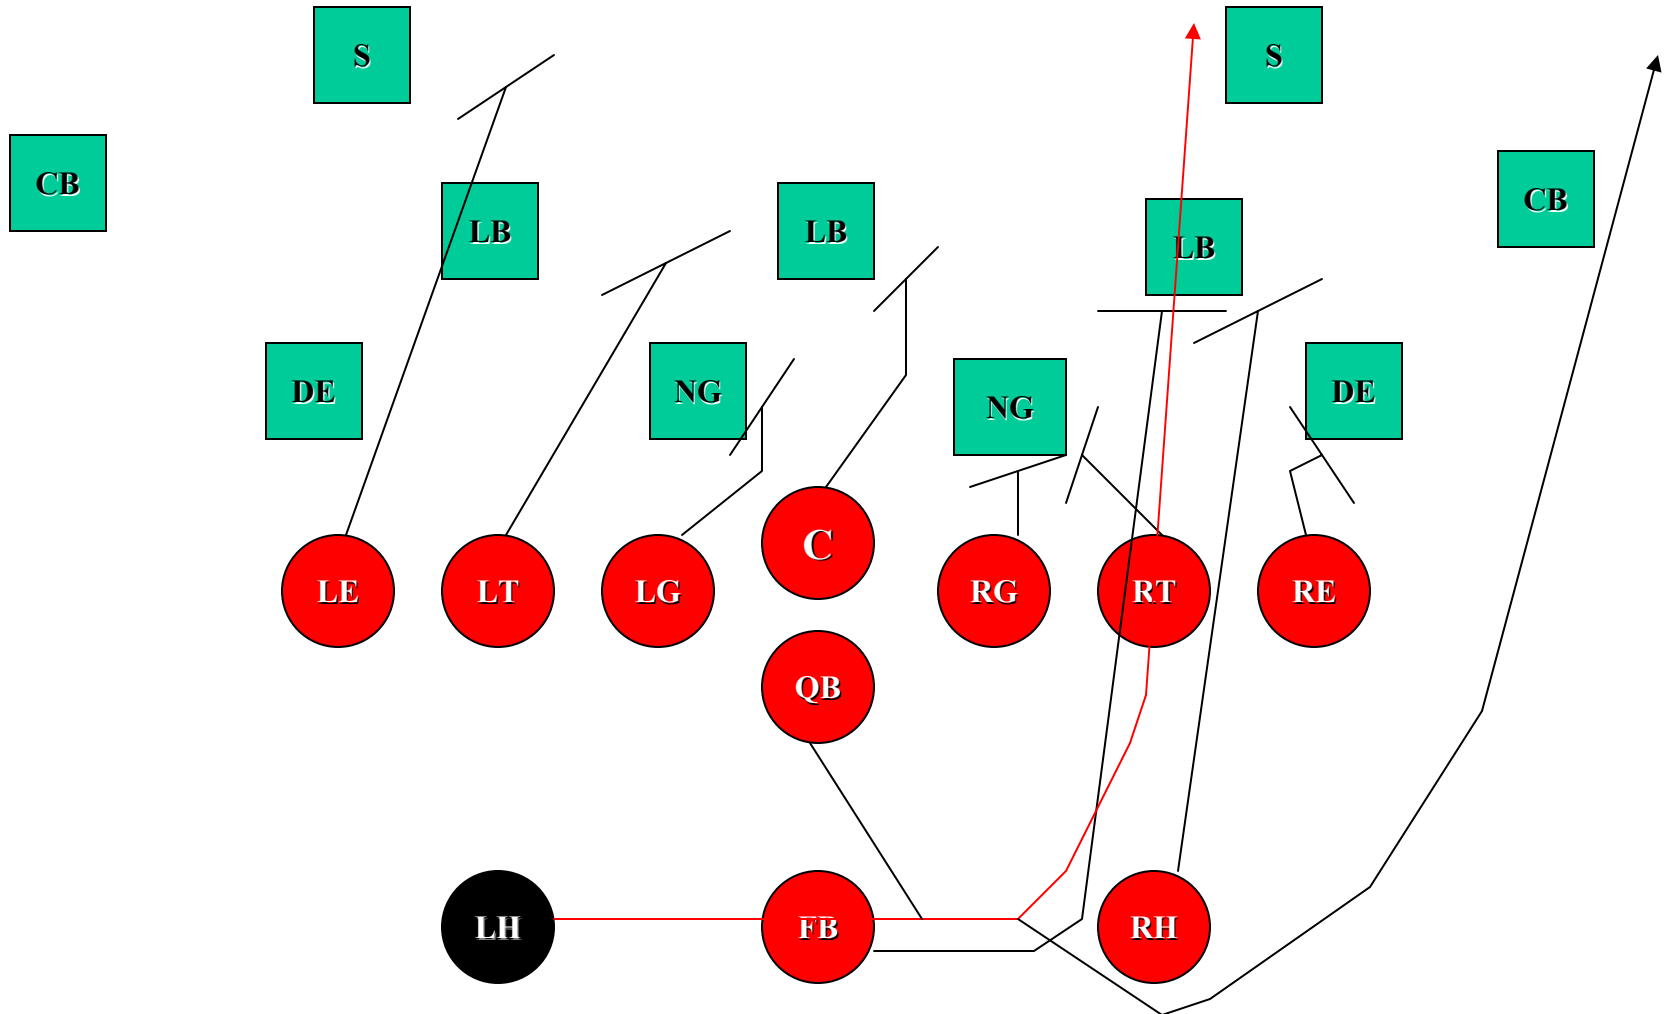 S
S
CB
CB
LB
LB
LB
DE
NG
NG
DE
C
LE
LT
LG
RG
RT
RE
QB
LH
FB
RH